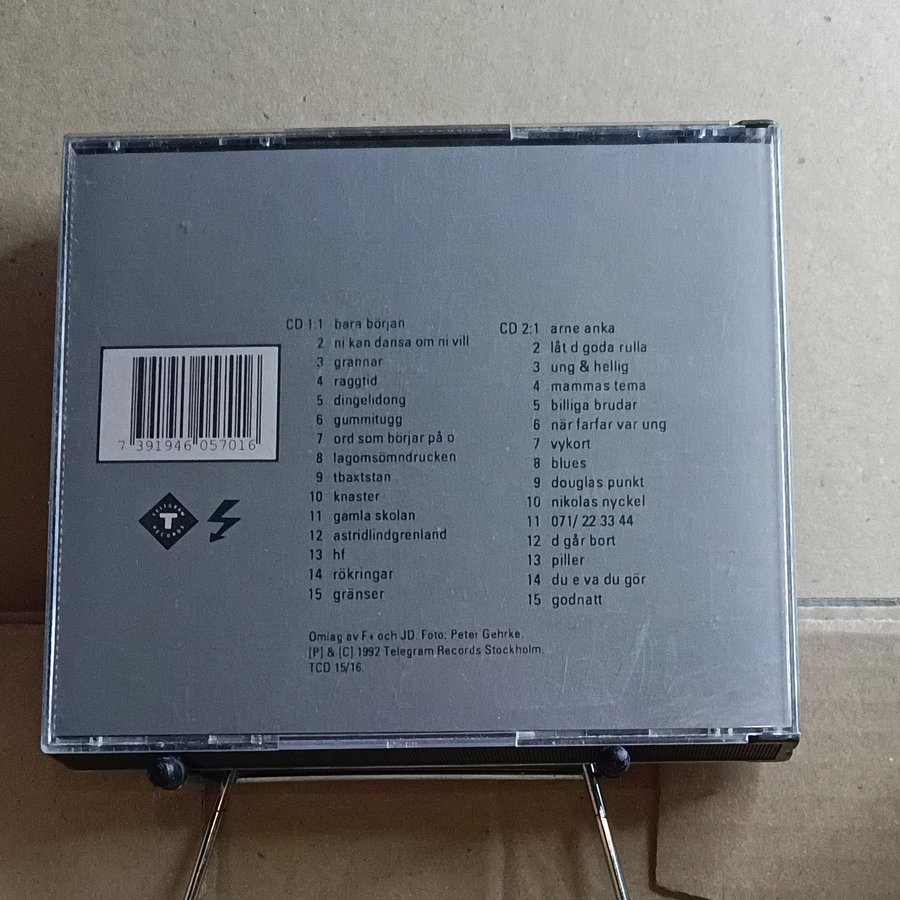 CD 1:1 bara början
2 ni kan dansa om ni vill
3 grannar
4 raggtid
5 dingelidong
6 gummitugg
7 ord som börjar på o
8 lagomsömndrucken
9 tbaxtstan
10 knaster
11 gamla skolan
12 astridlindgrenland
13 hf
14 rökringar
15 gränser
CD 2:1 arne anka
2 låt d goda rulla
3 ung & hellig
4 mammas tema
5 billiga brudar
6 när farfar var ung
7 vykort
8 blues
9 douglas punkt
10 nikolas nyckel
11 071/ 22 33 44
12 d går bort
13 piller
14 du e va du gör
15 godnatt
7 391946 057016
TELEGRAM
T
RECORDS
Omlag av F+ och JD. Foto: Peter Gehrke.
[P] & [C] 1992 Telegram Records Stockholm.
TCD 15/16.